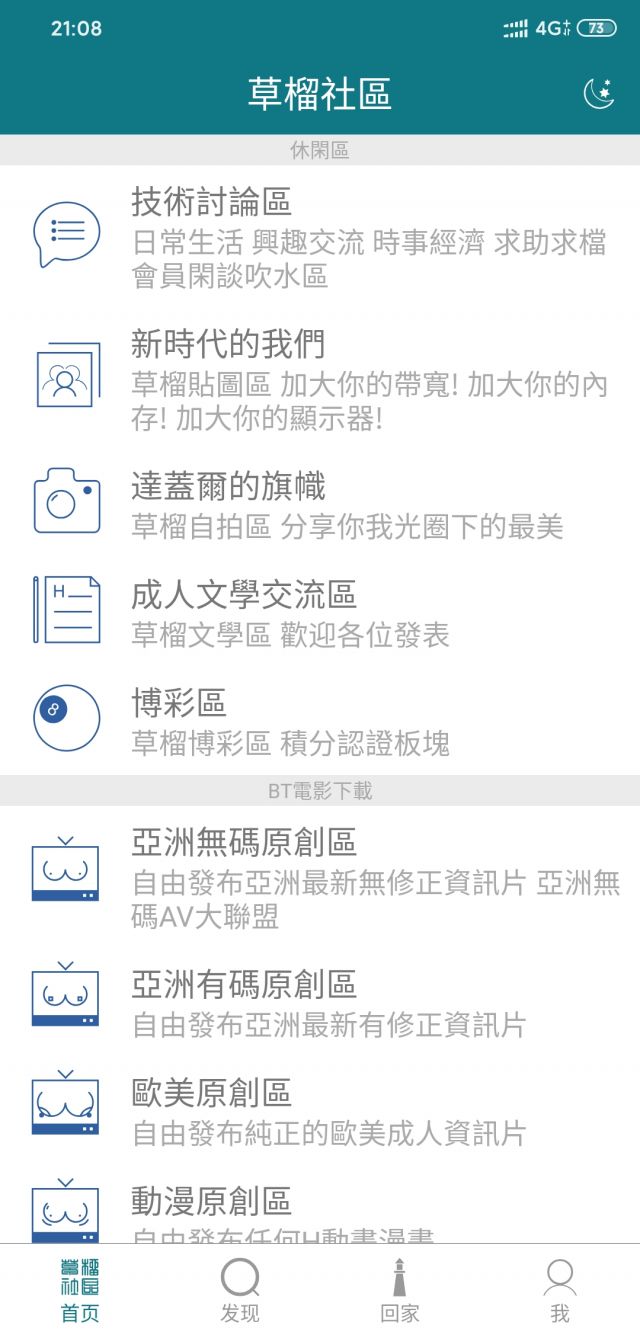 21:08
4G
73
草榴社區
休閑區
技術討論區
日常生活 興趣交流 時事經濟 求助求檔
會員閑談吹水區
新時代的我們
草榴貼圖區 加大你的帶寬! 加大你的內
存! 加大你的顯示器!
達蓋爾的旗幟
草榴自拍區 分享你我光圈下的最美
H
成人文學交流區
草榴文學區 歡迎各位發表
8
博彩區
草榴博彩區 積分認證板塊
BT電影下載
亞洲無碼原創區
自由發布亞洲最新無修正資訊片 亞洲無
碼AV大聯盟
亞洲有碼原創區
自由發布亞洲最新有修正資訊片
歐美原創區
自由發布純正的歐美成人資訊片
動漫原創區
自由發布任何H動畫漫畫
草榴
社區
首页
发现
回家
我